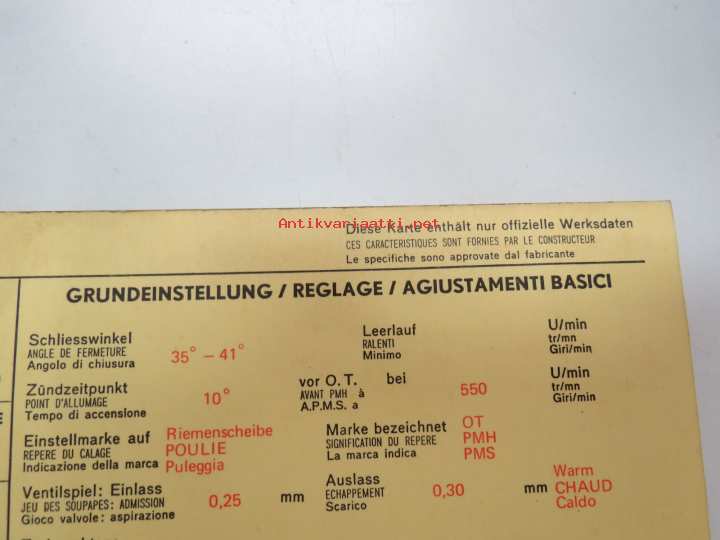 Antikvariaatti.net
Diese Karte enthält nur offizielle Werksdaten
CES CARACTERISTIQUES SONT FORNIES PAR LE CONSTRUCTEUR
Le specifiche sono approvate dal fabricante
GRUNDEINSTELLUNG / REGLAGE / AGIUSTAMENTI BASICI
Schliesswinkel
ANGLE DE FERMETURE
Angolo di chiusura
35° – 41°
Leerlauf
RALENTI
Minimo
U/min
tr/mn
Giri/min
Zündzeitpunkt
POINT D'ALLUMAGE
Tempo di accensione
10°
vor O. T. bei
AVANT PMH à
A.P.M.S. a
550
U/min
tr/mn
Giri/min
Einstellmarke auf
REPERE DU CALAGE
Indicazione della marca
Riemenscheibe
POULIE
Puleggia
Marke bezeichnet
SIGNIFICATION DU REPERE
La marca indica
OT
PMH
PMS
Ventilspiel: Einlass
JEU DES SOUPAPES: ADMISSION
Gioco valvole: aspirazione
0,25 mm
Auslass
ECHAPPEMENT
Scarico
0,30 mm
Warm
CHAUD
Caldo